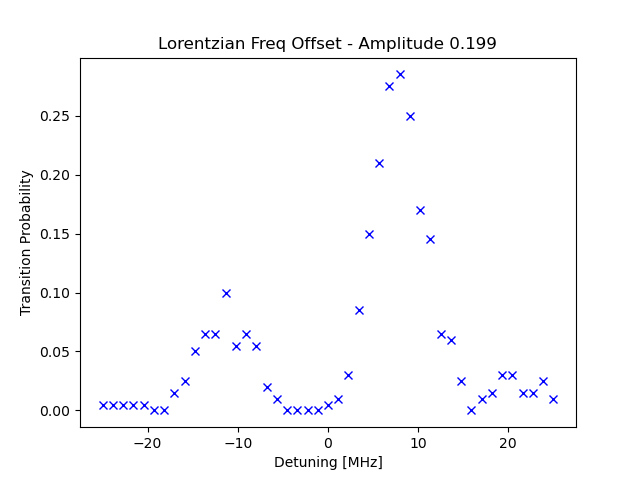 Lorentzian Freq Offset - Amplitude 0.199
Transition Probability
0.25
0.20
0.15
0.10
0.05
0.00
−20 −10 0 10 20
Detuning [MHz]